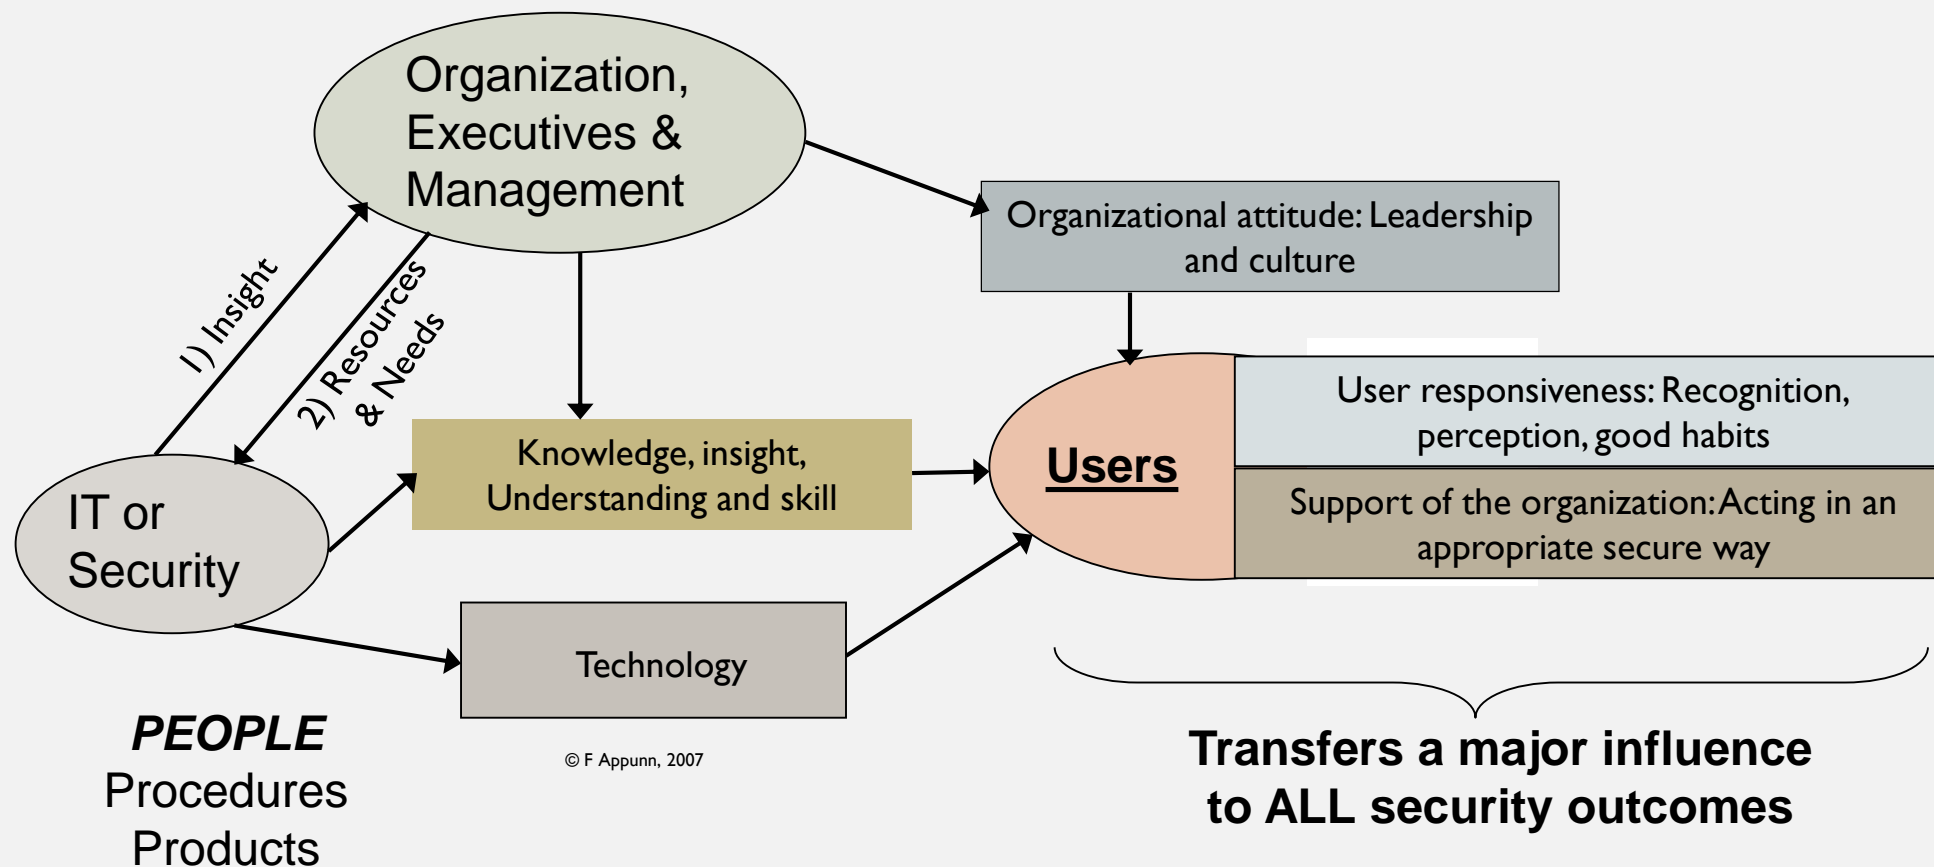 Organization,
Executives &
Management
Organizational attitude: Leadership
and culture
1) Insight
2) Resources
& Needs
User responsiveness: Recognition,
perception, good habits
Knowledge, insight,
Understanding and skill
Users
Support of the organization: Acting in an
appropriate secure way
IT or
Security
Technology
PEOPLE
Procedures
Products
© F Appunn, 2007
Transfers a major influence
to ALL security outcomes